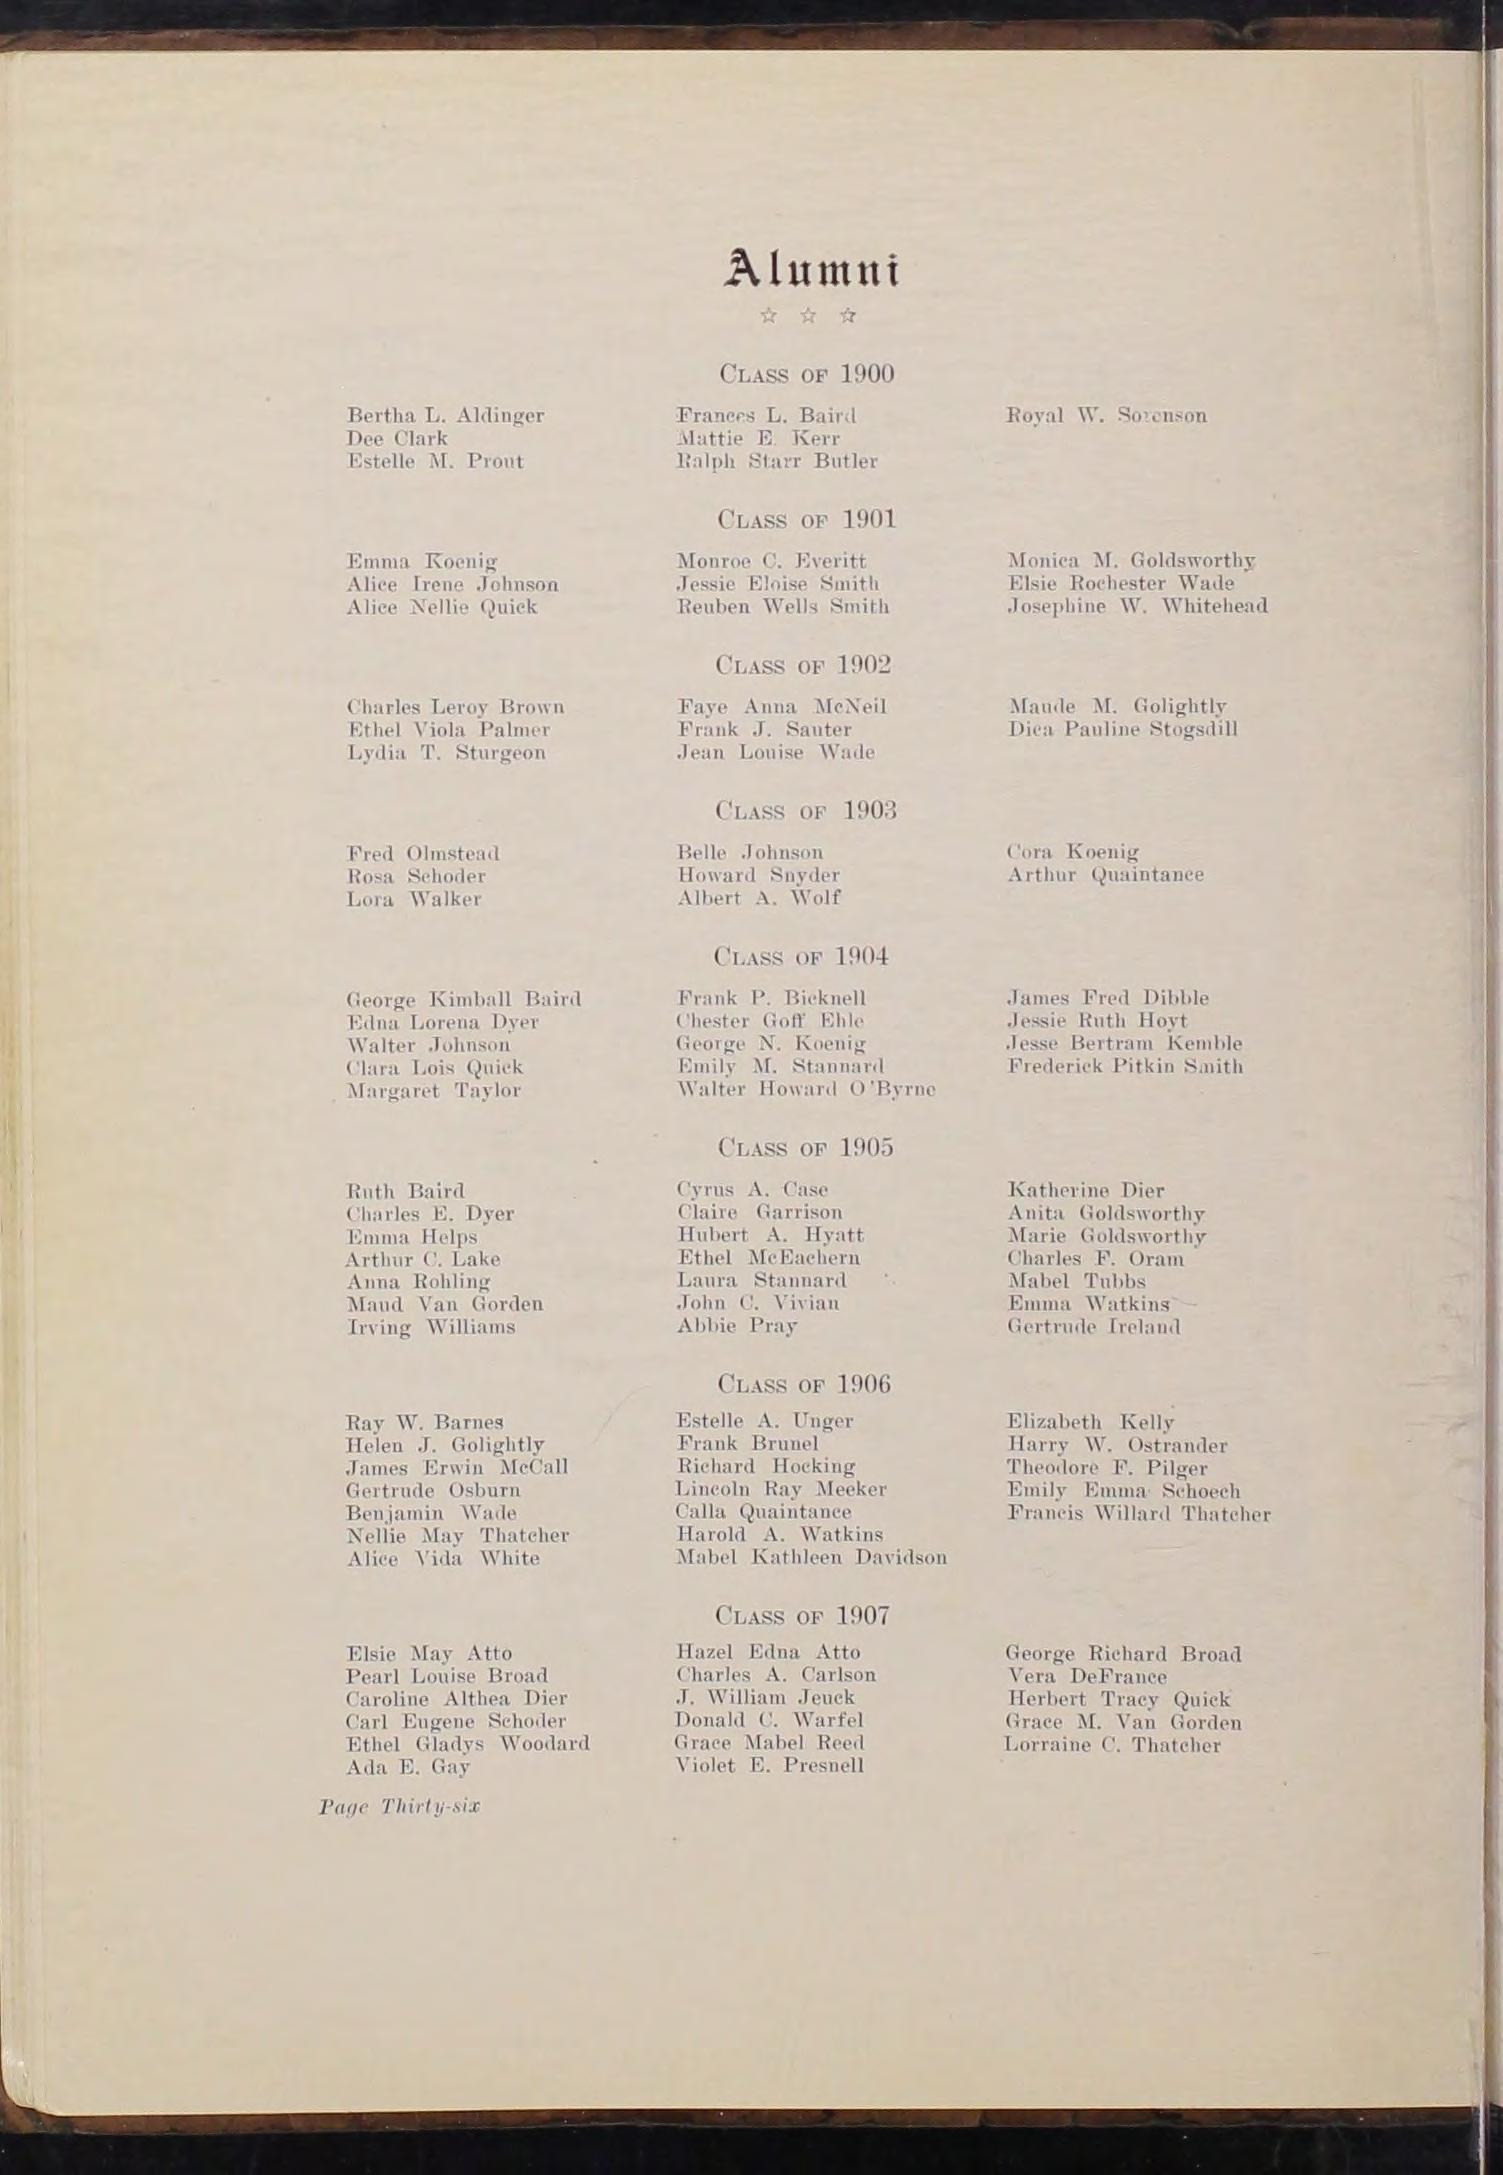 Alumni
☆ ☆ ☆
CLASS OF 1900
Bertha L. Aldinger Frances L. Baird Royal W. Sorenson
Dee Clark Mattie E. Kerr
Estelle M. Prout Ralph Starr Butler
CLASS OF 1901
Emma Koenig Monroe C. Everitt Monica M. Goldsworthy
Alice Irene Johnson Jessie Eloise Smith Elsie Rochester Wade
Alice Nellie Quick Reuben Wells Smith Josephine W. Whitehead
CLASS OF 1902
Charles Leroy Brown Faye Anna McNeil Maude M. Golightly
Ethel Viola Palmer Frank J. Sauter Dica Pauline Stogsdill
Lydia T. Sturgeon Jean Louise Wade
CLASS OF 1903
Fred Olmstead Belle Johnson Cora Koenig
Rosa Schoder Howard Snyder Arthur Quaintance
Lora Walker Albert A. Wolf
CLASS OF 1904
George Kimball Baird Frank P. Bicknell James Fred Dibble
Edna Lorena Dyer Chester Goff Ehle Jessie Ruth Hoyt
Walter Johnson George N. Koenig Jesse Bertram Kemble
Clara Lois Quick Emily M. Stannard Frederick Pitkin Smith
Margaret Taylor Walter Howard O'Byrne
CLASS OF 1905
Ruth Baird Cyrus A. Case Katherine Dier
Charles E. Dyer Claire Garrison Anita Goldsworthy
Emma Helps Hubert A. Hyatt Marie Goldsworthy
Arthur C. Lake Ethel McEachern Charles F. Oram
Anna Rohling Laura Stannard Mabel Tubbs
Maud Van Gorden John C. Vivian Emma Watkins
Irving Williams Abbie Pray Gertrude Ireland
CLASS OF 1906
Ray W. Barnes Estelle A. Unger Elizabeth Kelly
Helen J. Golightly Frank Brunel Harry W. Ostrander
James Erwin McCall Richard Hocking Theodore F. Pilger
Gertrude Osburn Lincoln Ray Meeker Emily Emma Schoech
Benjamin Wade Calla Quaintance Francis Willard Thatcher
Nellie May Thatcher Harold A. Watkins
Alice Vida White Mabel Kathleen Davidson
CLASS OF 1907
Elsie May Atto Hazel Edna Atto George Richard Broad
Pearl Louise Broad Charles A. Carlson Vera DeFrance
Caroline Althea Dier J. William Jeuck Herbert Tracy Quick
Carl Eugene Schoder Donald C. Warfel Grace M. Van Gorden
Ethel Gladys Woodard Grace Mabel Reed Lorraine C. Thatcher
Ada E. Gay Violet E. Presnell
Page Thirty-six